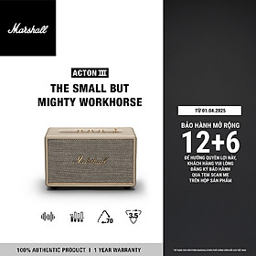 Marshall
ACTON III
THE SMALL BUT
MIGHTY WORKHORSE
Marshall
70
3.5
100% AUTHENTIC PRODUCT | 1 YEAR WARRANTY
TỪ 01.04.2025
BẢO HÀNH MỞ RỘNG
12+6
ĐỂ HƯỞNG QUYỀN LỢI NÀY,
KHÁCH HÀNG VUI LÒNG
ĐĂNG KÝ BẢO HÀNH
QUA TEM SCAN ME
TRÊN HỘP SẢN PHẨM